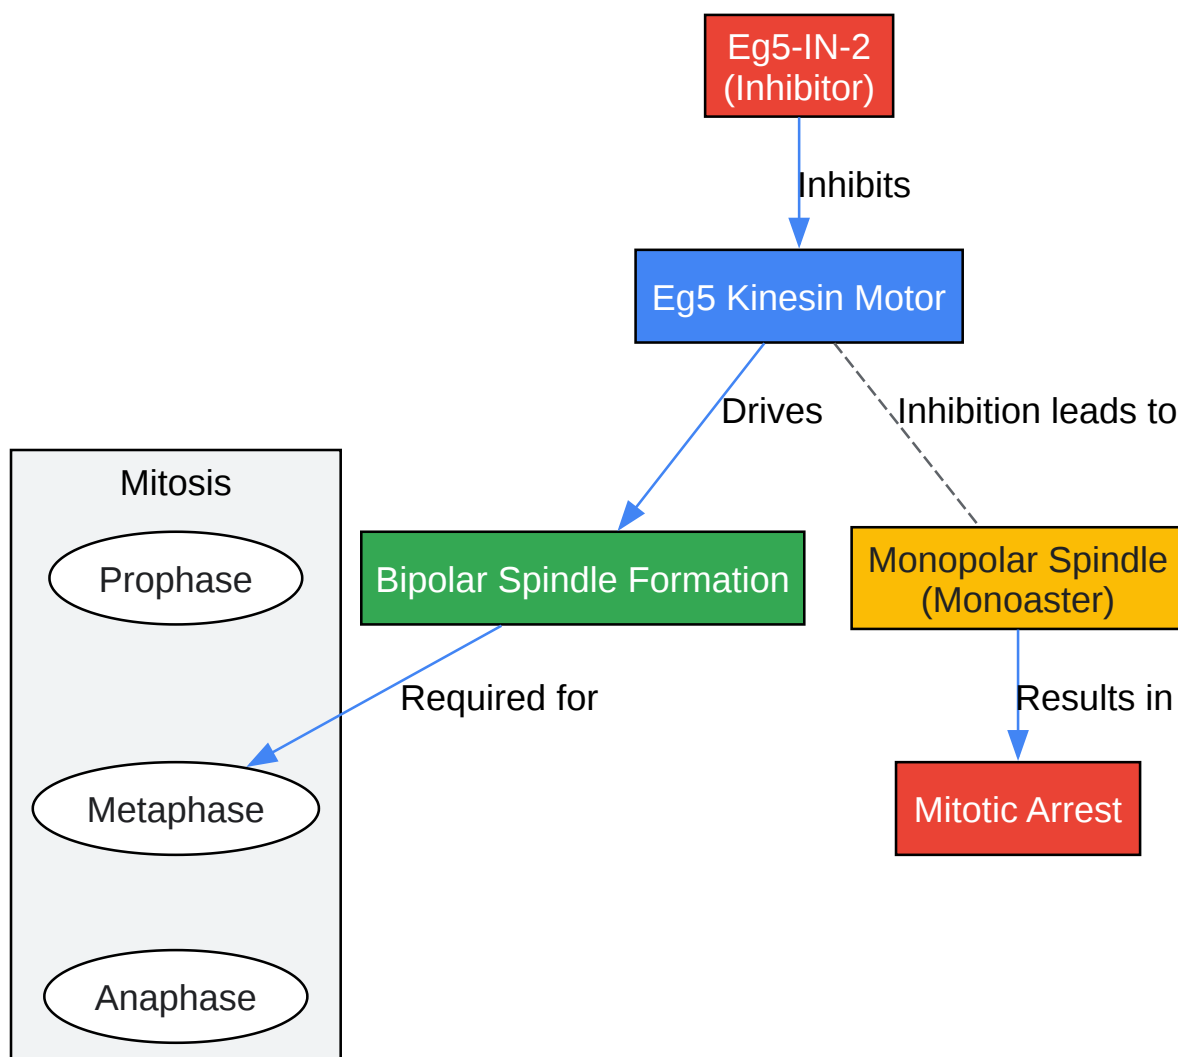 Eg5-IN-2
(Inhibitor)
Inhibits
Eg5 Kinesin Motor
Drives
Inhibition leads to
Mitosis
Prophase
Bipolar Spindle Formation
Monopolar Spindle
(Monoaster)
Required for
Results in
Metaphase
Mitotic Arrest
Anaphase